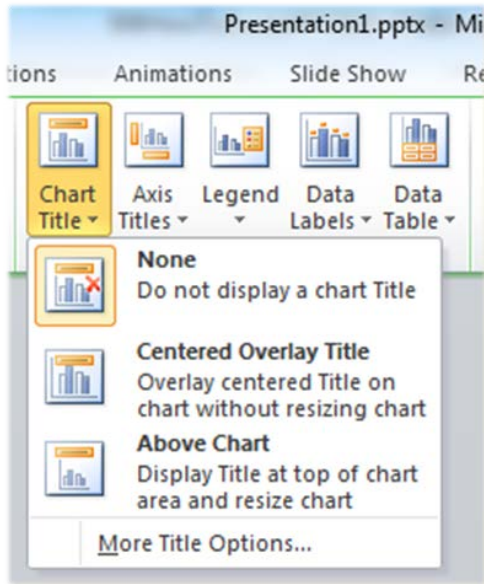 Presentation1.pptx - Mi
tions Animations Slide Show Re
Chart Title Axis Titles Legend Data Labels Data Table
None
Do not display a chart Title
Centered Overlay Title
Overlay centered Title on
chart without resizing chart
Above Chart
Display Title at top of chart
area and resize chart
More Title Options...